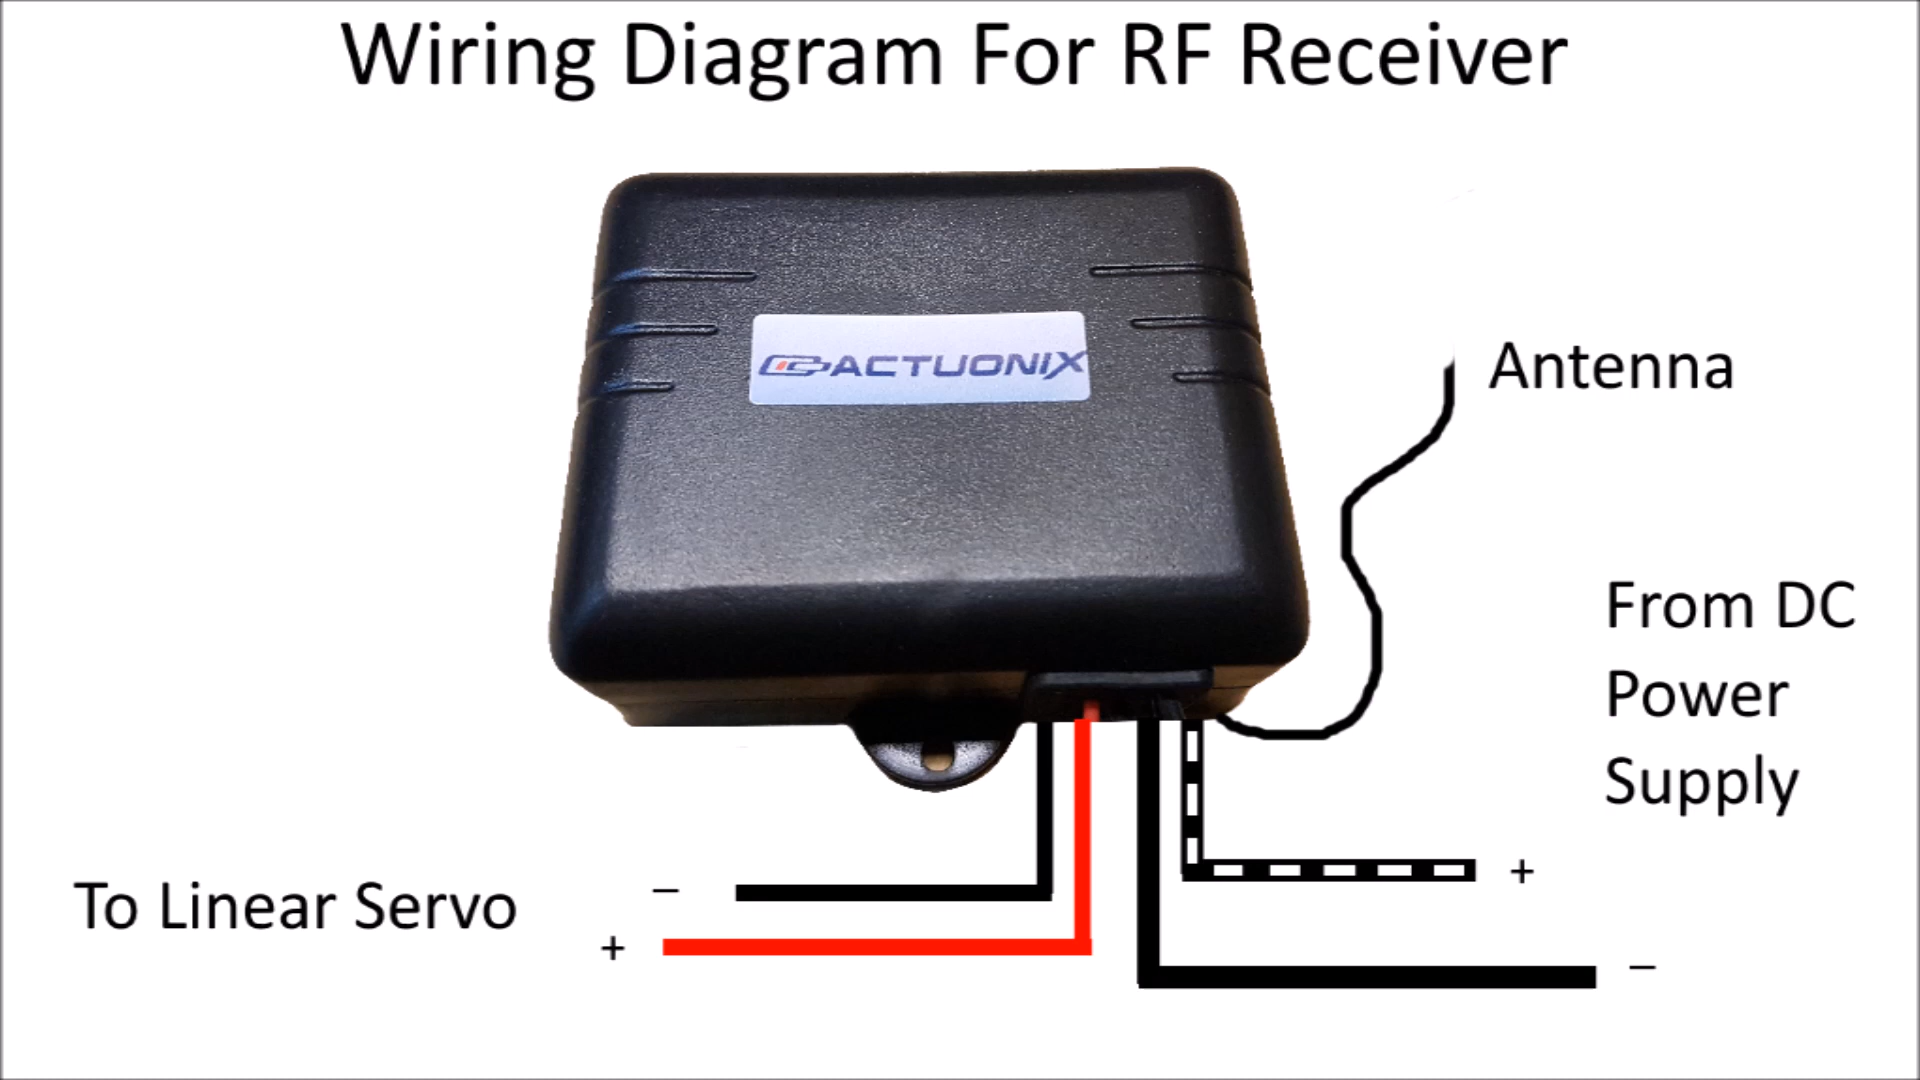 Wiring Diagram For RF Receiver
ACTUONIX
Antenna
From DC
Power
Supply
+
To Linear Servo
–
+
–